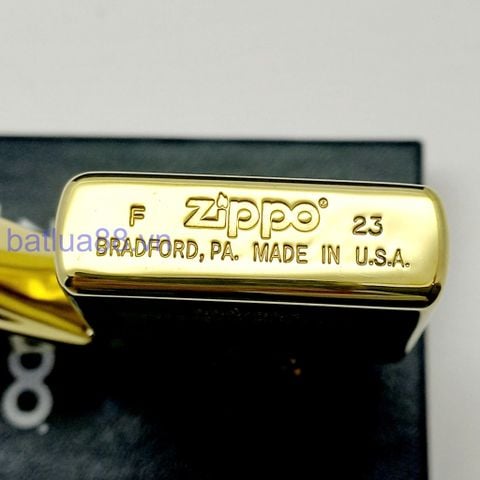 F zippo® 23
BRADFORD, PA. MADE IN U.S.A.
batlua88.vn